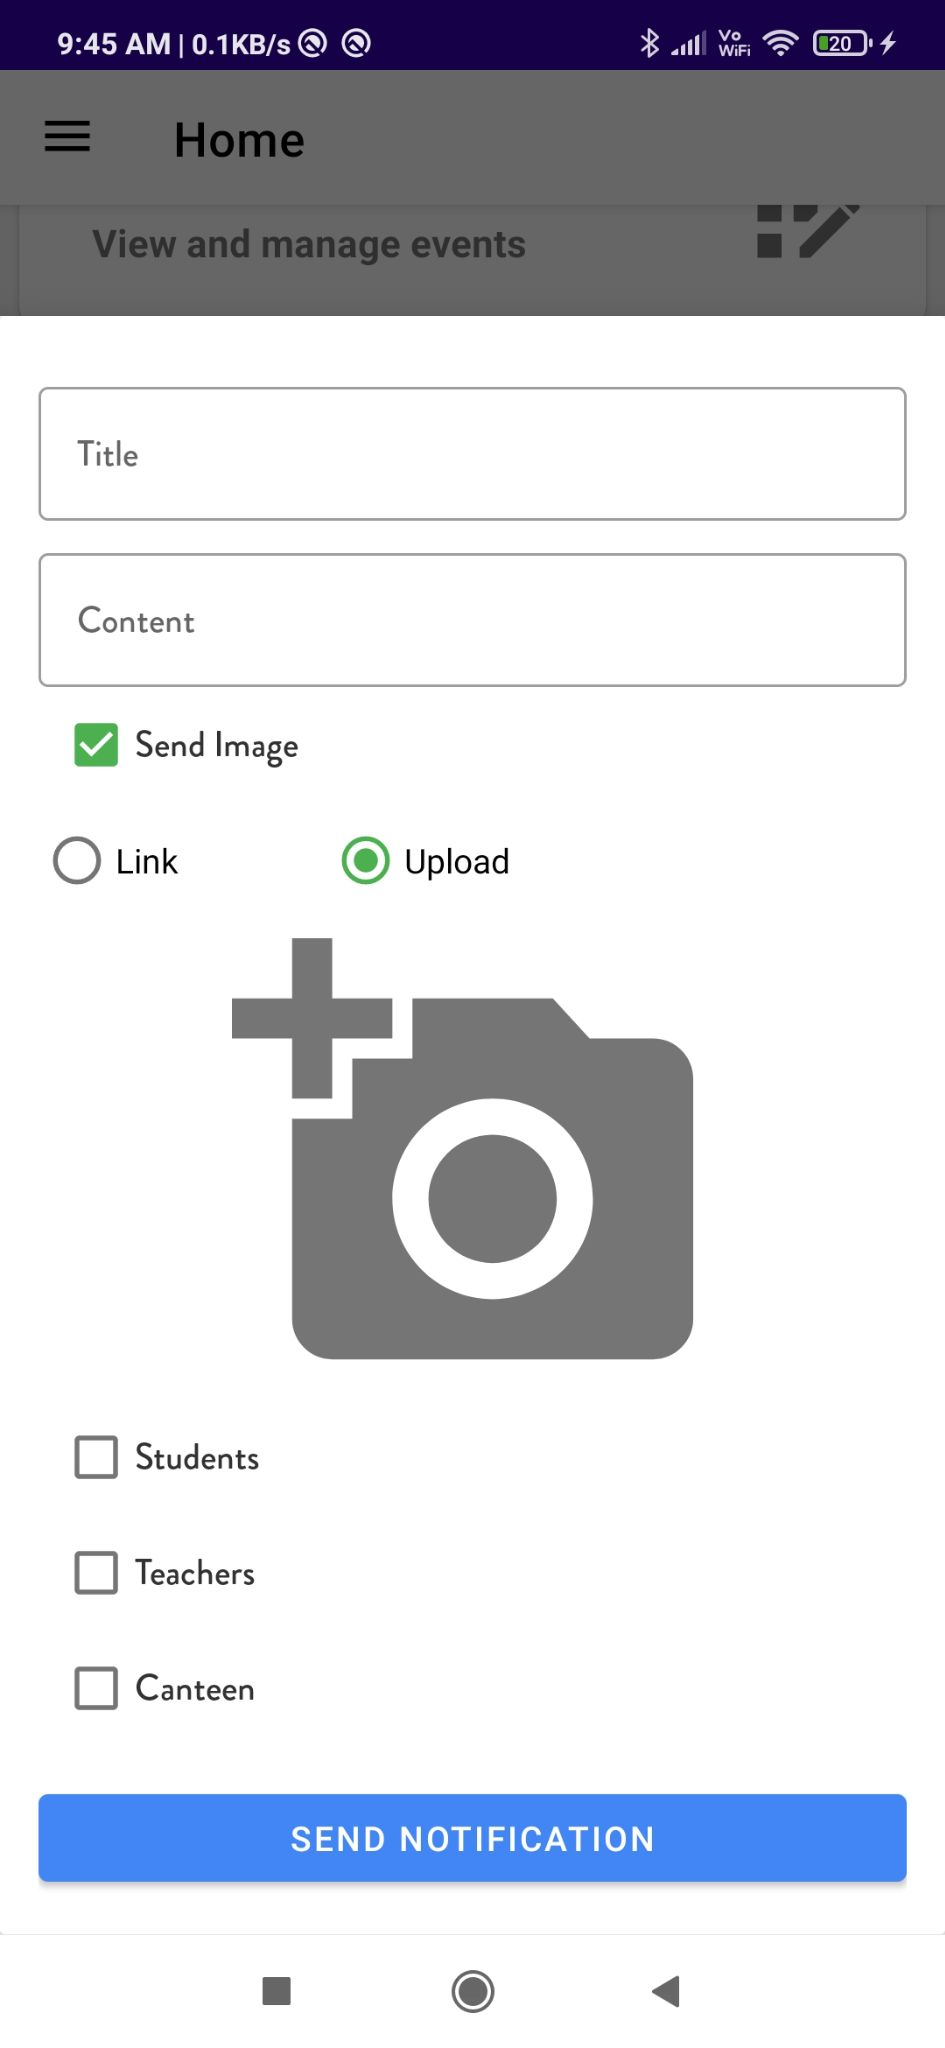 9:45 AM | 0.1KB/s Vo WiFi 20
Home
View and manage events
Title
Content
Send Image
Link Upload
Students
Teachers
Canteen
SEND NOTIFICATION